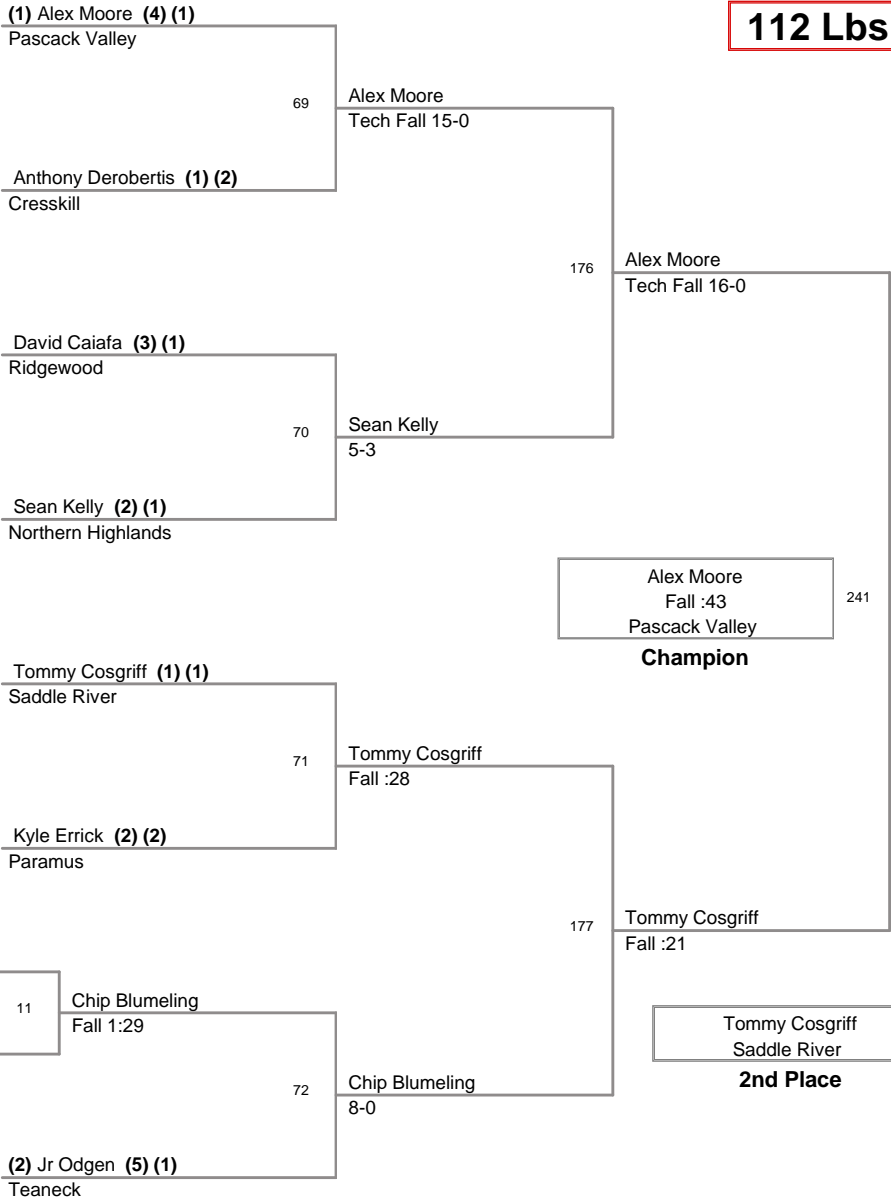 (1) Alex Moore (4) (1)
Pascack Valley
112 Lbs
69
Alex Moore
Tech Fall 15-0
Anthony Derobertis (1) (2)
Cresskill
176
Alex Moore
Tech Fall 16-0
David Caiafa (3) (1)
Ridgewood
70
Sean Kelly
5-3
Sean Kelly (2) (1)
Northern Highlands
Alex Moore
Fall :43
Pascack Valley
241
Champion
Tommy Cosgriff (1) (1)
Saddle River
71
Tommy Cosgriff
Fall :28
Kyle Errick (2) (2)
Paramus
177
Tommy Cosgriff
Fall :21
11
Chip Blumeling
Fall 1:29
Tommy Cosgriff
Saddle River
2nd Place
72
Chip Blumeling
8-0
(2) Jr Odgen (5) (1)
Teaneck